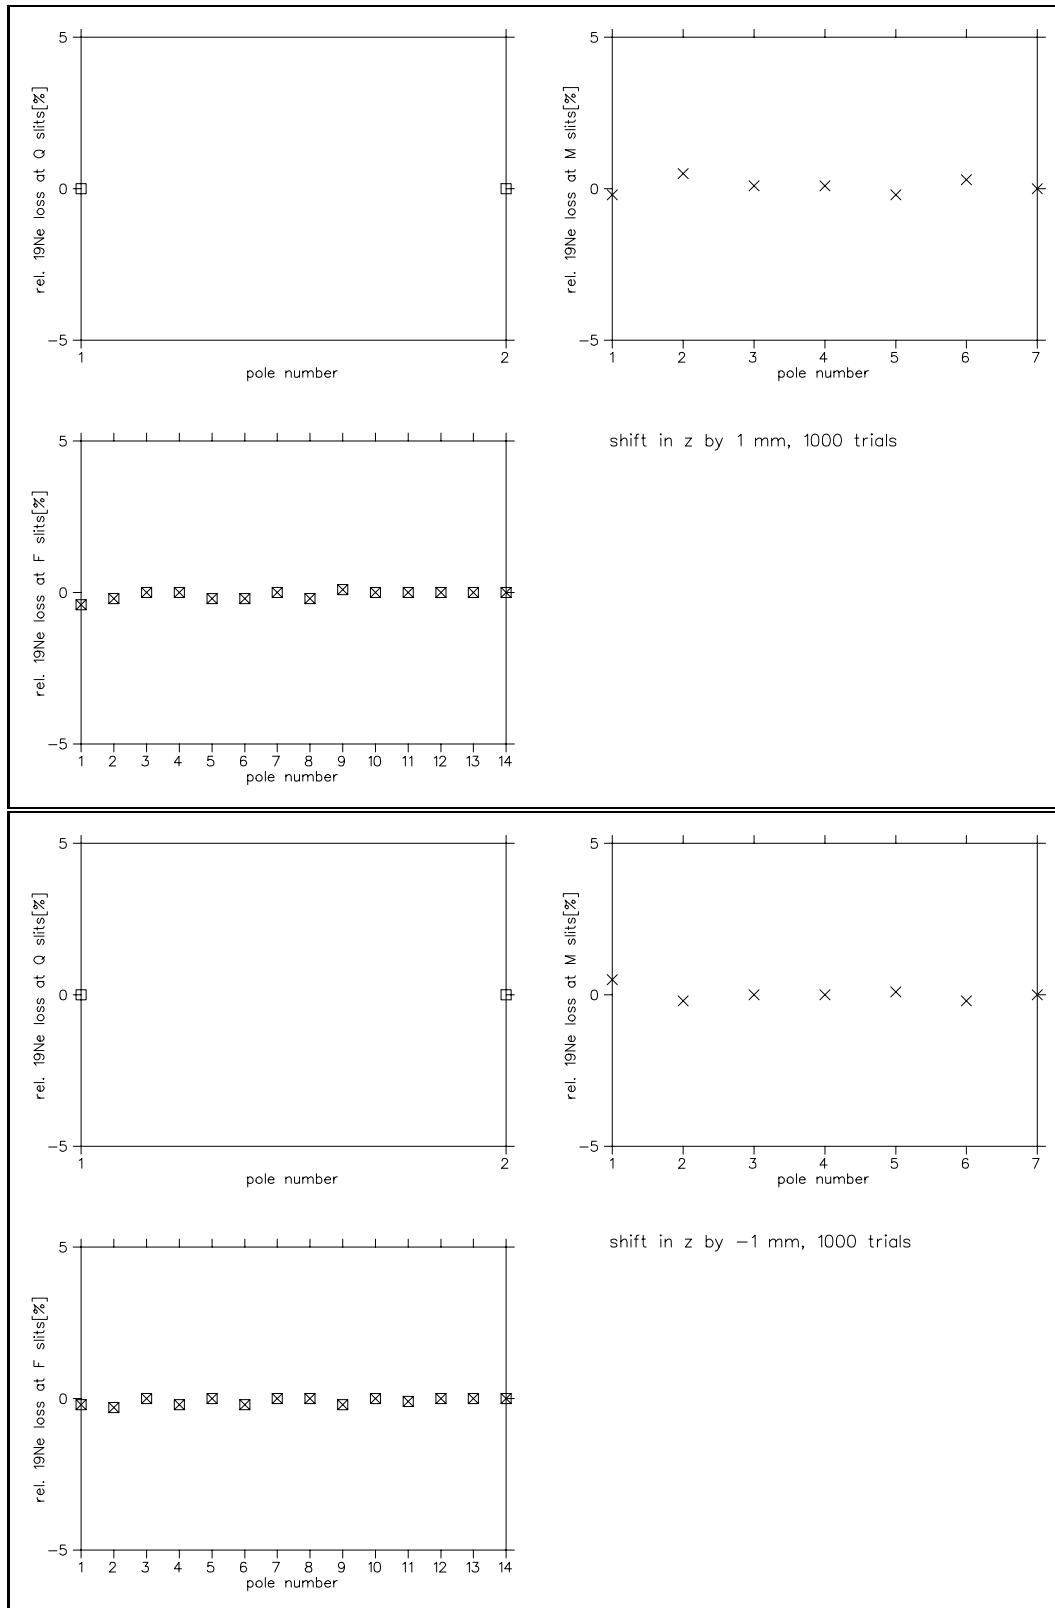 5
0
−5
rel. 19Ne loss at Q slits[%]
1 2
pole number
5
0
−5
rel. 19Ne loss at M slits[%]
1 2 3 4 5 6 7
pole number
5
0
−5
rel. 19Ne loss at F slits[%]
1 2 3 4 5 6 7 8 9 10 11 12 13 14
pole number
shift in z by 1 mm, 1000 trials
5
0
−5
rel. 19Ne loss at Q slits[%]
1 2
pole number
5
0
−5
rel. 19Ne loss at M slits[%]
1 2 3 4 5 6 7
pole number
5
0
−5
rel. 19Ne loss at F slits[%]
1 2 3 4 5 6 7 8 9 10 11 12 13 14
pole number
shift in z by −1 mm, 1000 trials